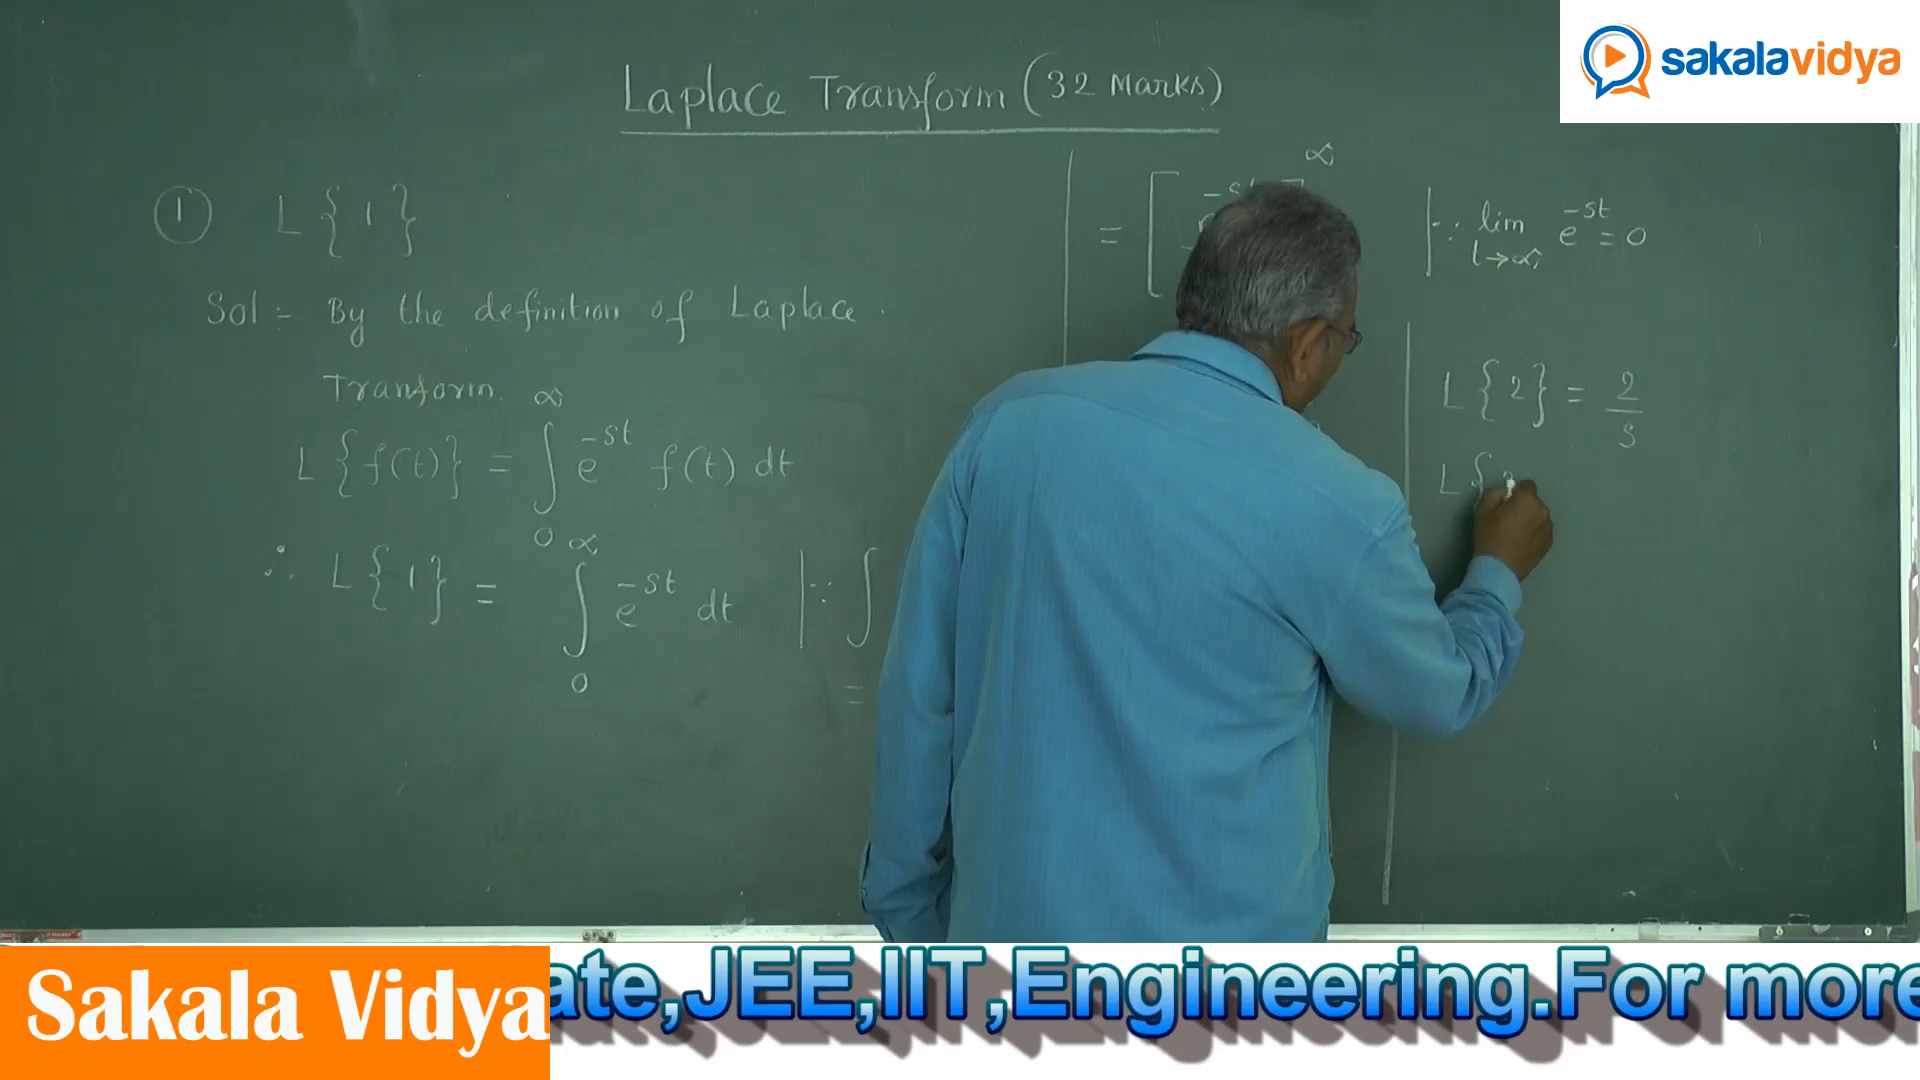 sakalavidya
Laplace Transform (32 Marks)
① L{1}
Sol:- By the definition of Laplace
Transform.
L{f(t)} = ∫₀^∞ e^-st f(t) dt
∴ L{1} = ∫₀^∞ e^-st dt | ∵ ∫
=
= [ -st ] ∞
| ∵ lim t→∞ e^-st = 0
L{2} = 2/s
L{
Sakala Vidya
ate,JEE,IIT,Engineering.For more